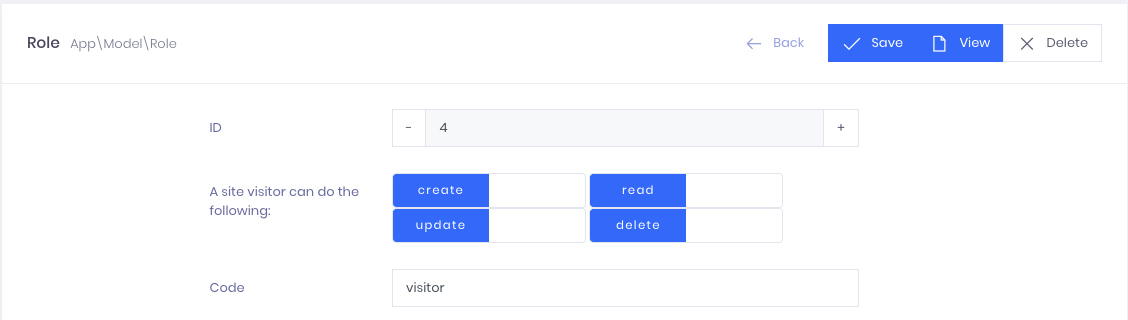 Role App\Model\Role
Back Save View Delete
ID - 4 +
A site visitor can do the
following:
create read
update delete
Code visitor